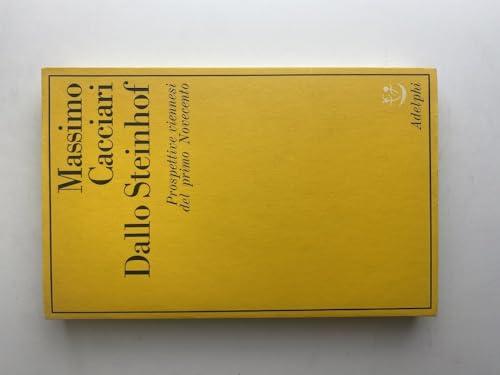 Massimo
Cacciari
Dallo Steinhof
Prospettive viennesi
del primo Novecento
Adelphi